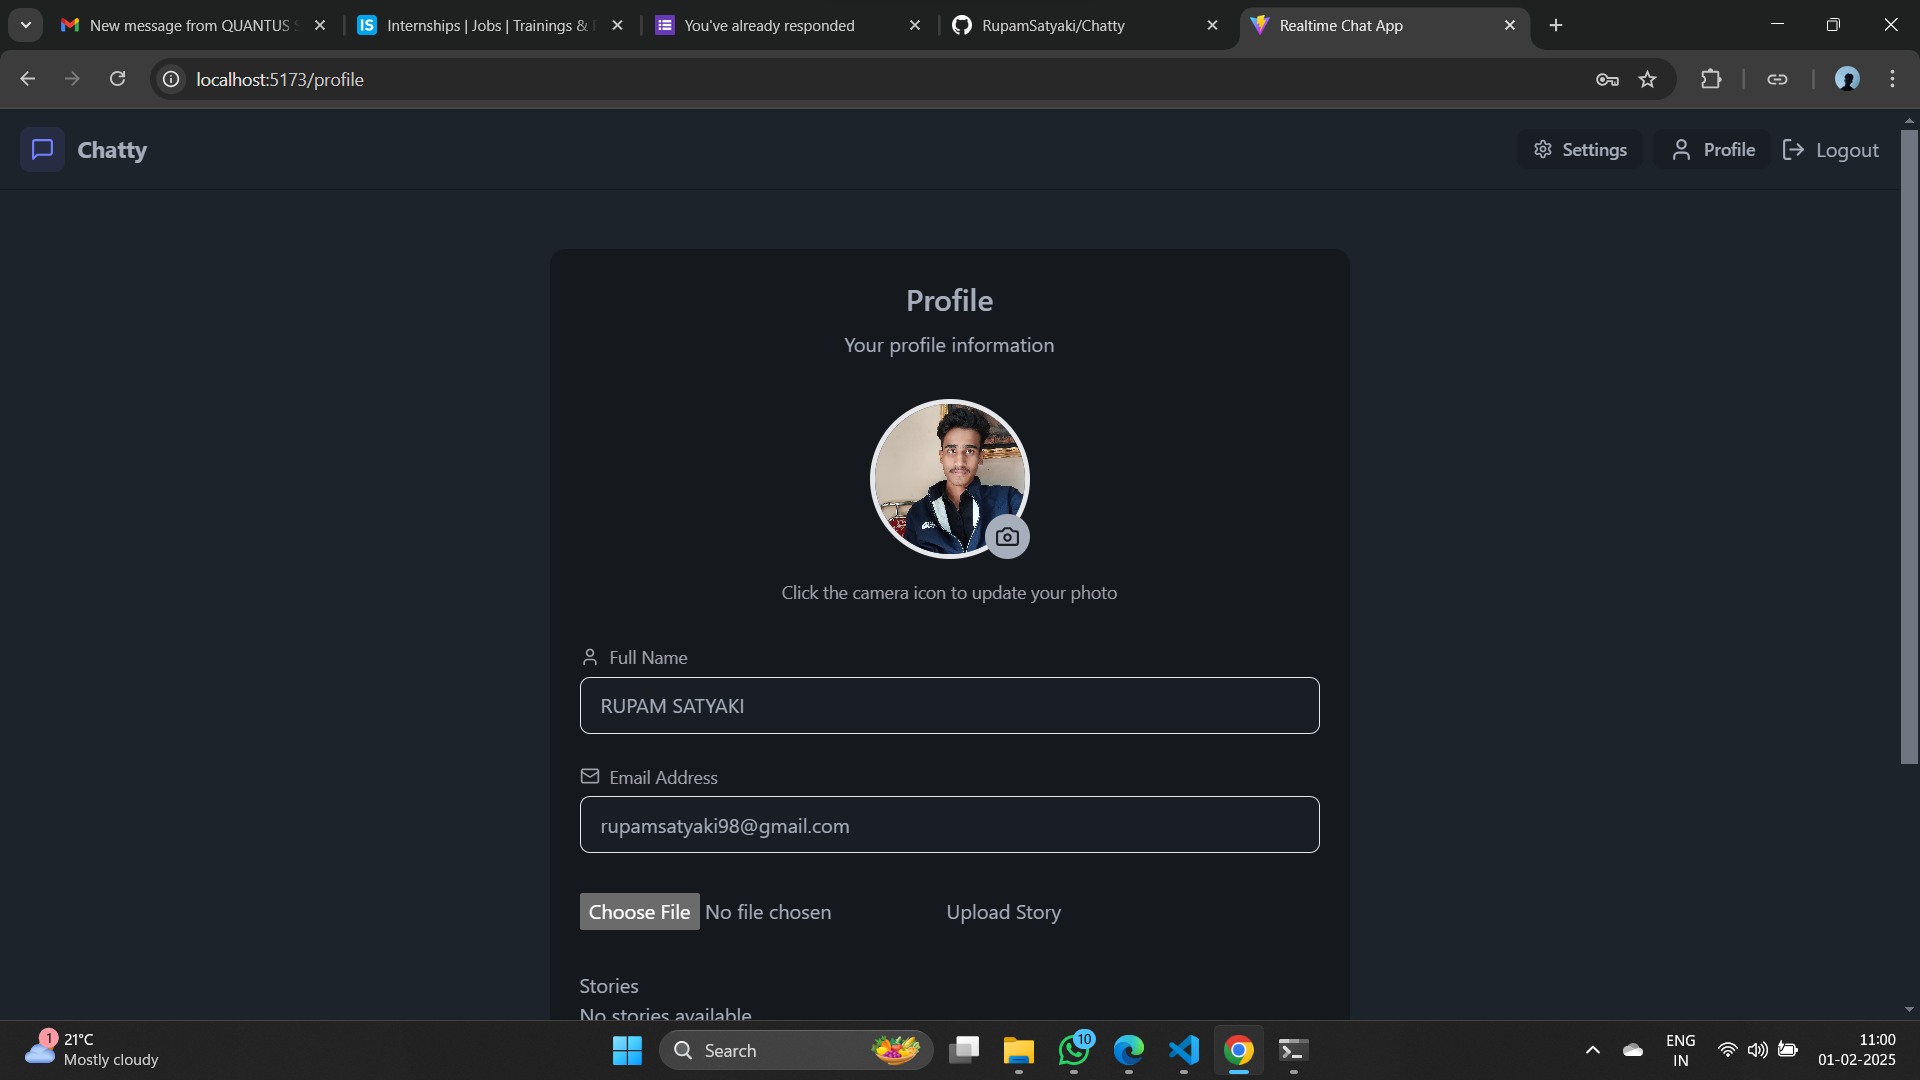 New message from QUANTUS
Internships | Jobs | Trainings &
You've already responded
RupamSatyaki/Chatty
Realtime Chat App
localhost:5173/profile
Chatty
Settings
Profile
Logout
Profile
Your profile information
Click the camera icon to update your photo
Full Name
RUPAM SATYAKI
Email Address
rupamsatyaki98@gmail.com
Choose File No file chosen
Upload Story
Stories
No stories available
1
21°C
Mostly cloudy
Search
10
ENG
IN
11:00
01-02-2025